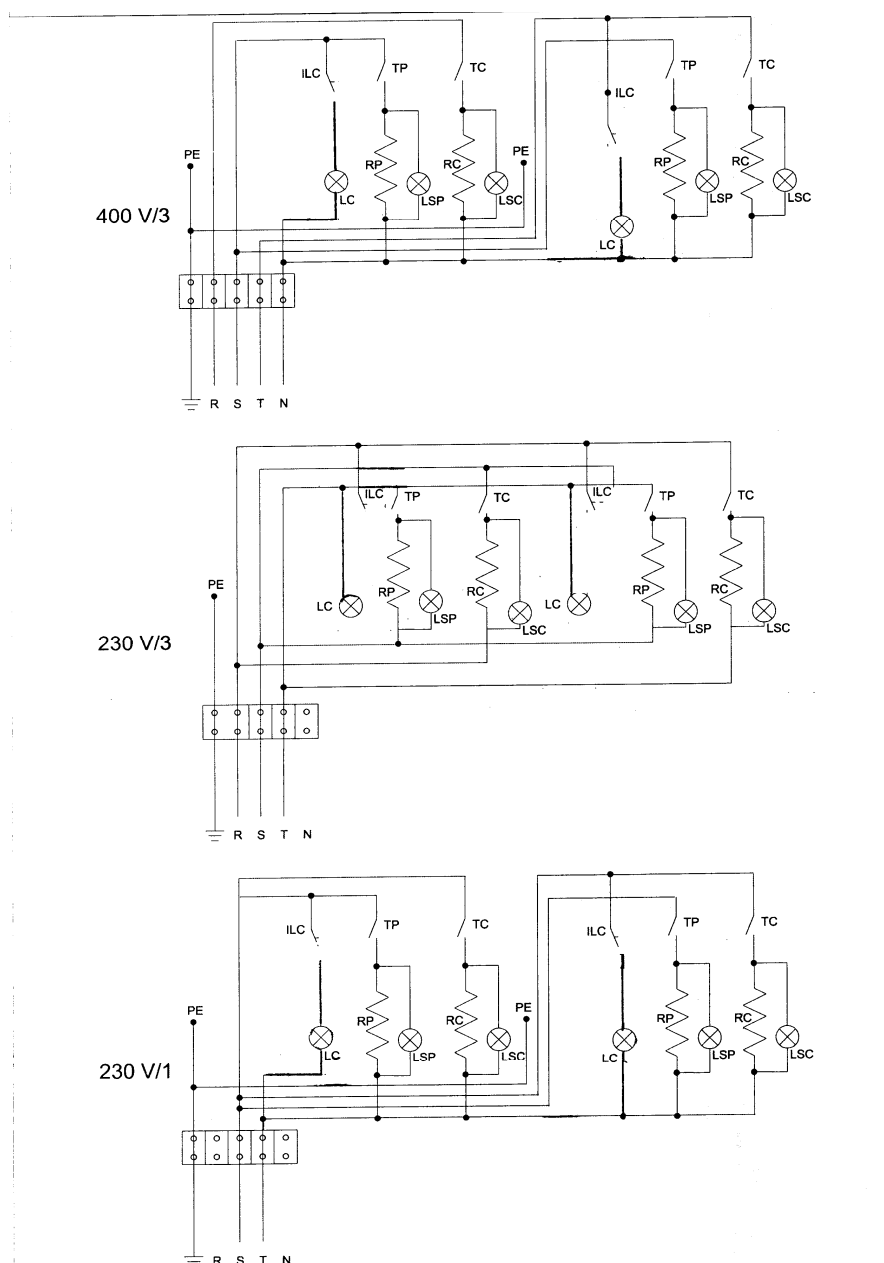 ILC TP TC ILC TP TC
PE RP RC PE RP RC
LC LSP LSC LC LSP LSC
400 V/3
R S T N
ILC TP TC ILC TP TC
PE LC RP LSP RC LSC LC RP LSP RC LSC
230 V/3
R S T N
ILC TP TC ILC TP TC
PE RP RC PE RP RC
LC LSP LSC LC LSP LSC
230 V/1
R S T N